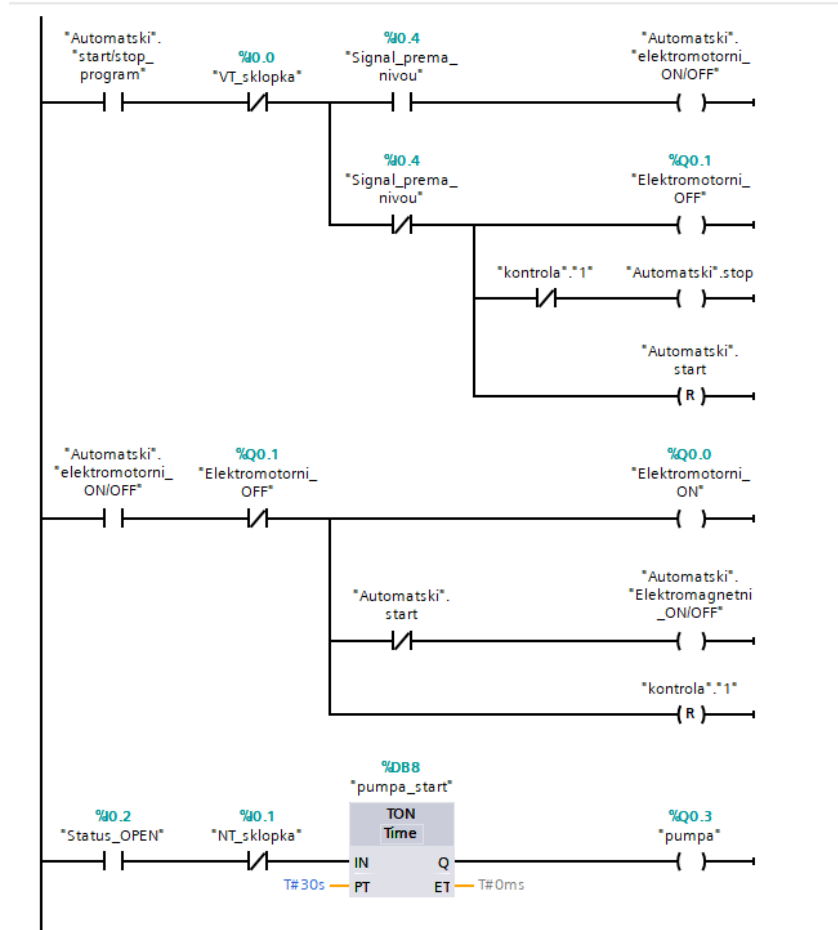 "Automatski".
"start/stop_
program"
%I0.0
"VT_sklopka"
%I0.4
"Signal_prema_
nivou"
"Automatski".
"elektromotorni_
ON/OFF"
%I0.4
"Signal_prema_
nivou"
%Q0.1
"Elektromotorni_
OFF"
"kontrola"."1"
"Automatski".stop
"Automatski".
start
R
"Automatski".
"elektromotorni_
ON/OFF"
%Q0.1
"Elektromotorni_
OFF"
%Q0.0
"Elektromotorni_
ON"
"Automatski".
start
"Automatski".
"Elektromagnetni
_ON/OFF"
"kontrola"."1"
R
%I0.2
"Status_OPEN"
%I0.1
"NT_sklopka"
%DB8
"pumpa_start"
TON
Time
IN Q
T#30s PT ET T#0ms
%Q0.3
"pumpa"